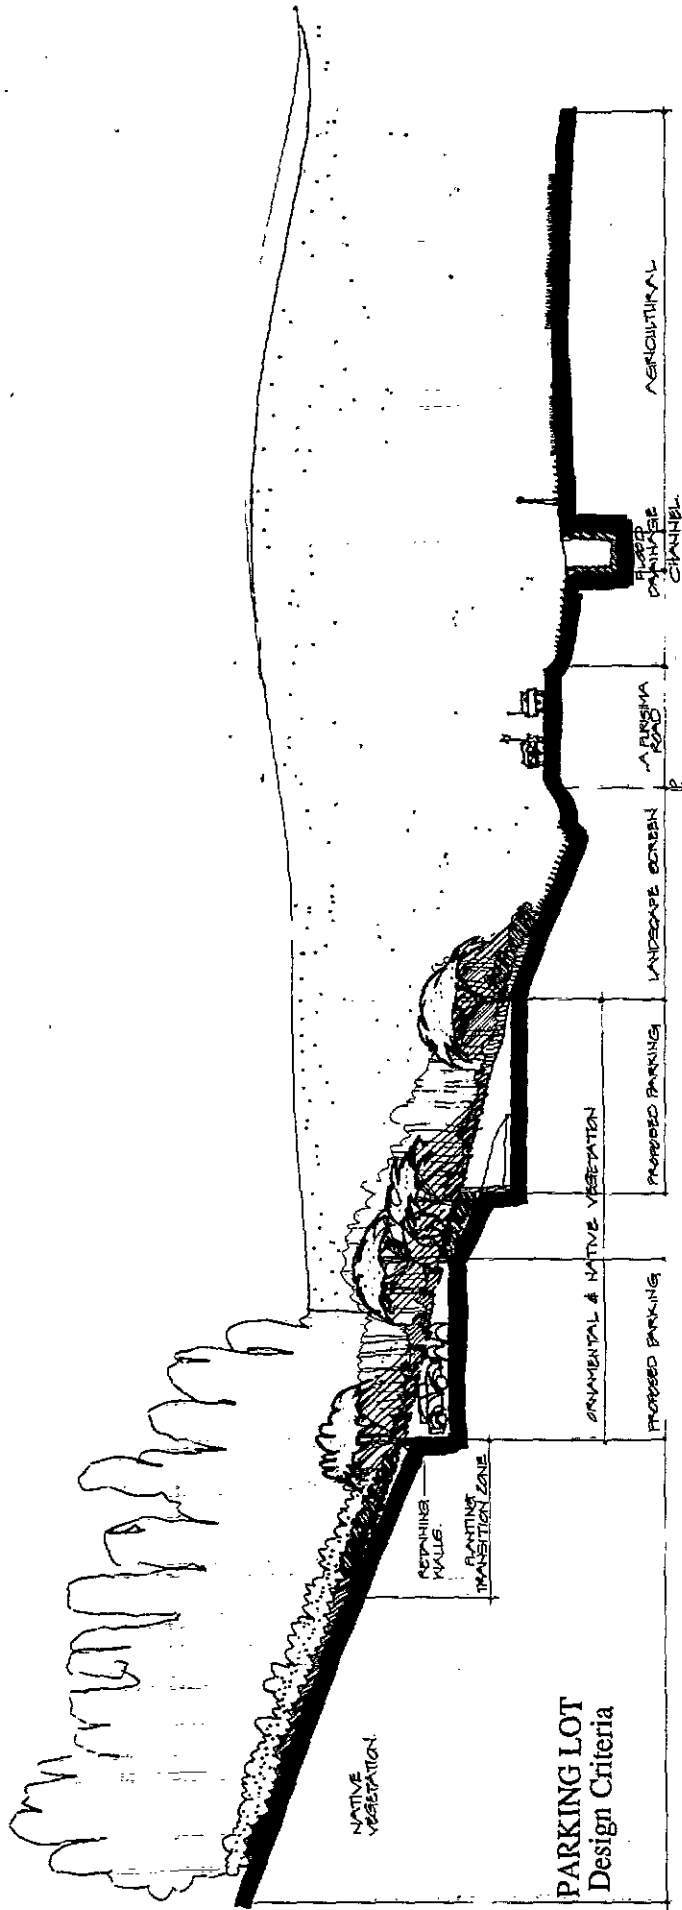 PARKING LOT
Design Criteria
NATIVE
VEGETATION.
RETAINING
WALLS.
PLANTING
TRANSITION ZONE
ORNAMENTAL & NATIVE VEGETATION
PROPOSED PARKING
PROPOSED PARKING
LANDSCAPE SCREEN
LA PURISIMA
ROAD
FLOOD
DRAINAGE
CHANNEL
AGRICULTURAL